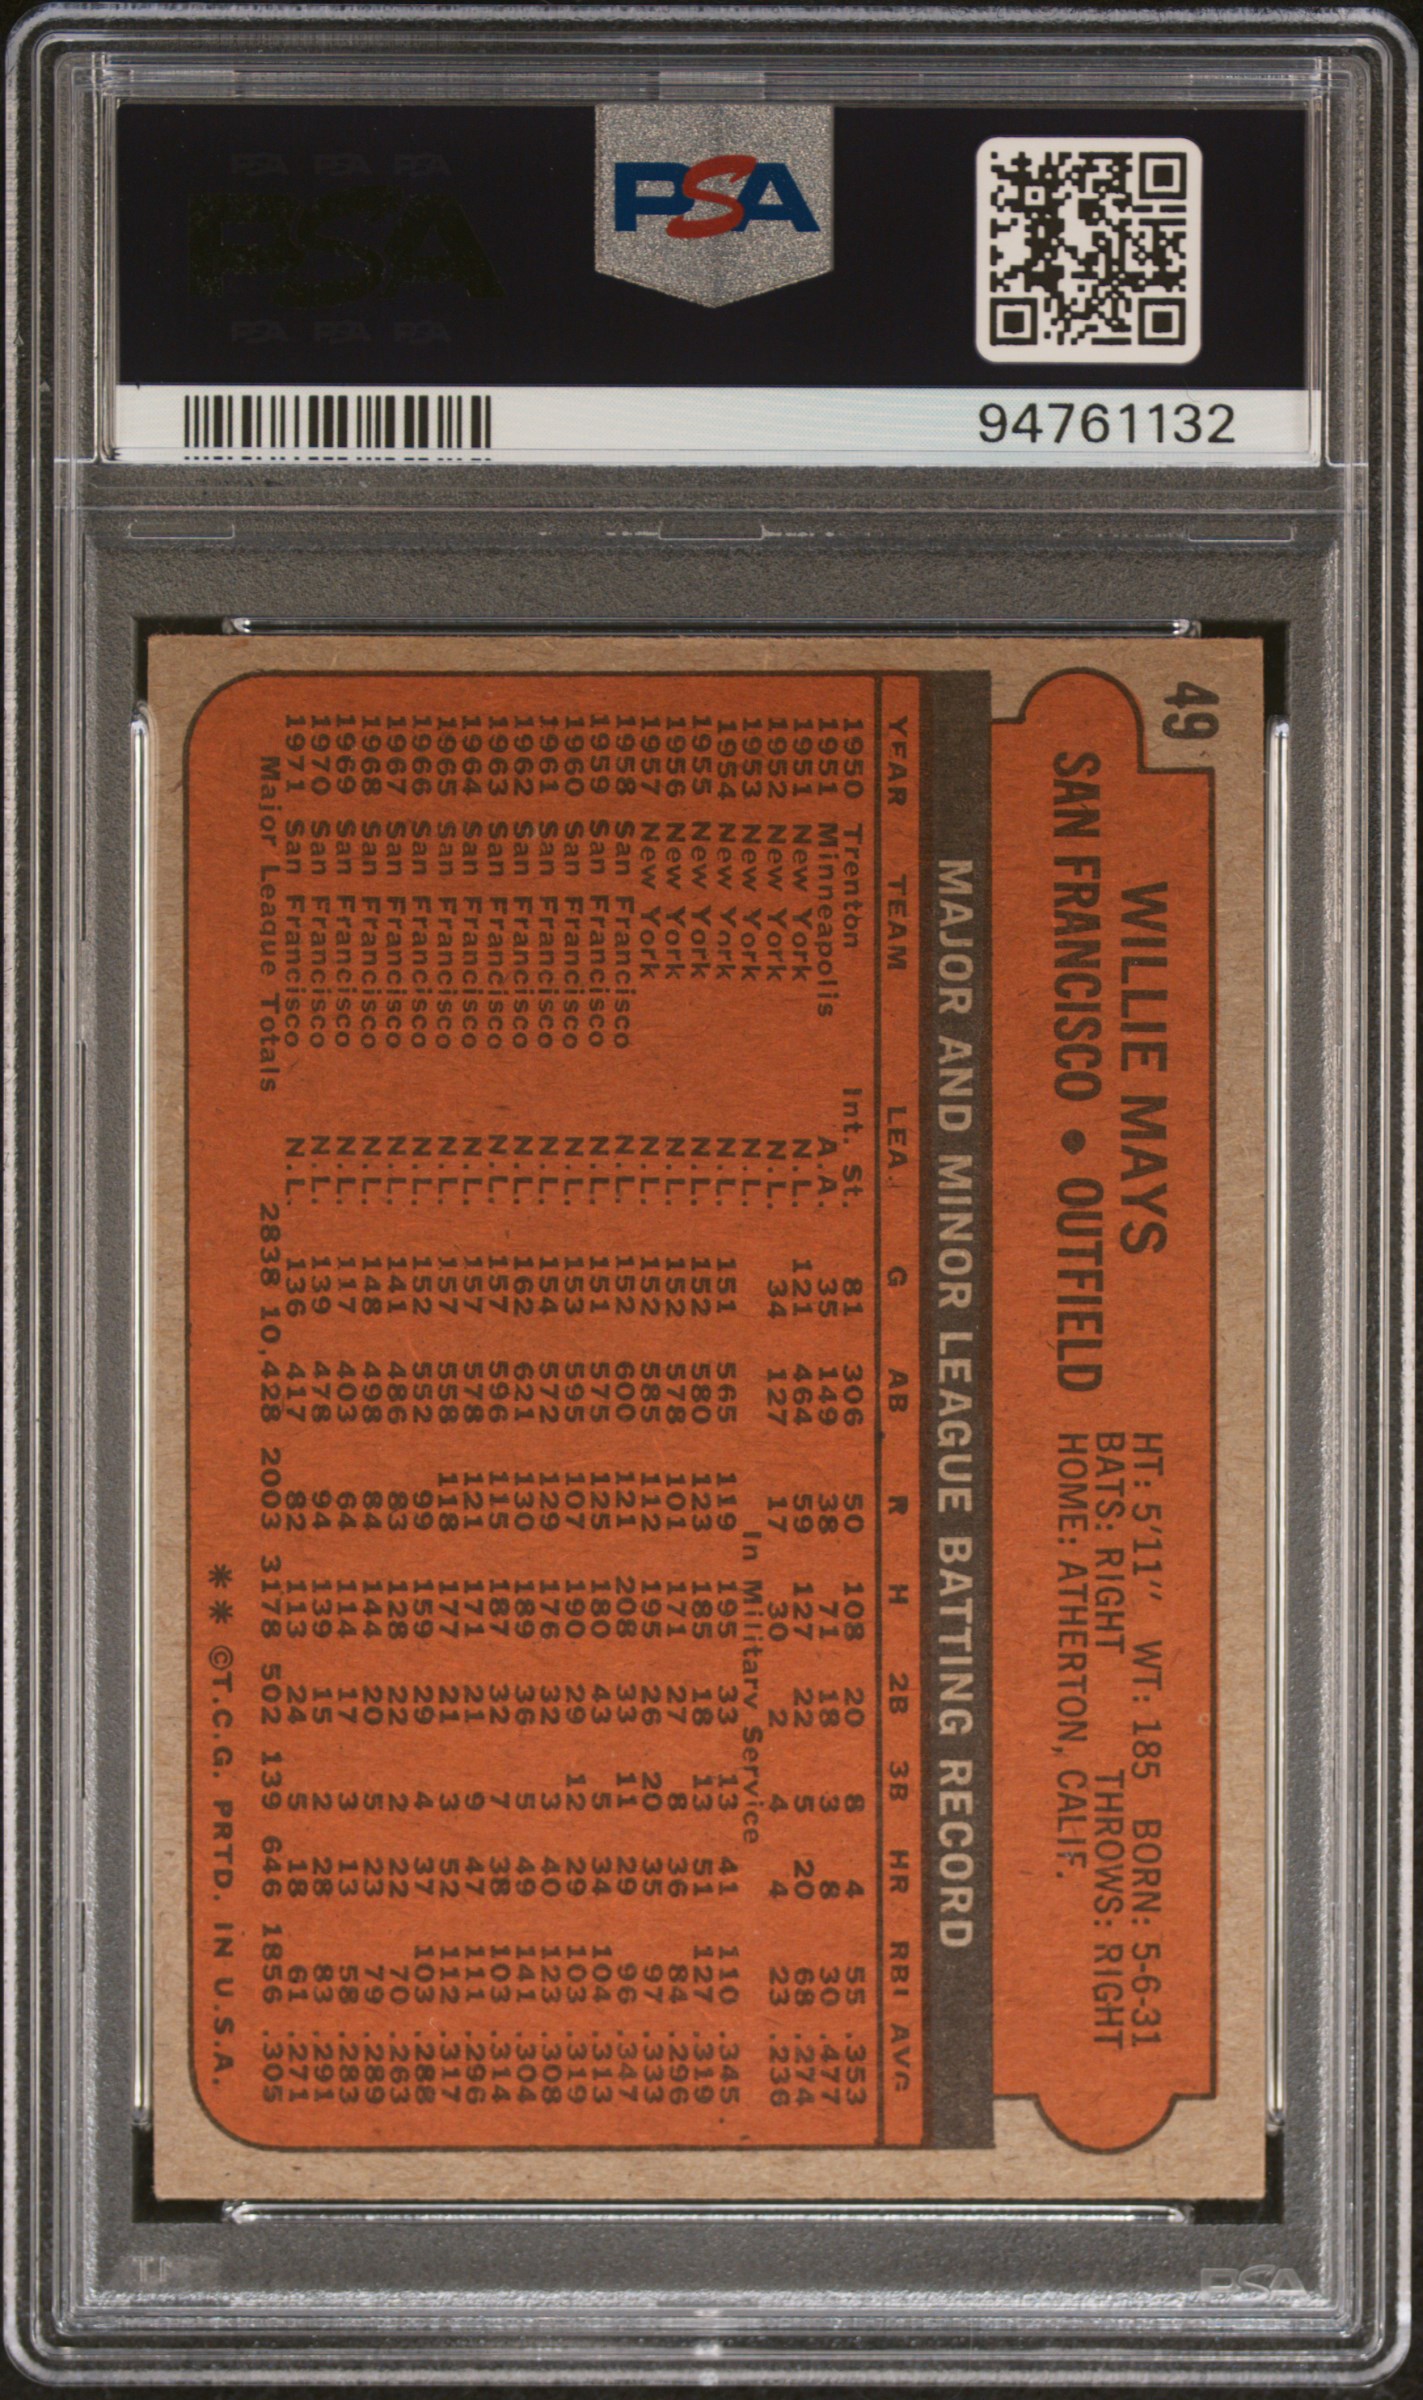 PSA
94761132
49
WILLIE MAYS
SAN FRANCISCO • OUTFIELD
HT: 5'11" WT: 185 BORN: 5-6-31
BATS: RIGHT THROWS: RIGHT
HOME: ATHERTON, CALIF.
MAJOR AND MINOR LEAGUE BATTING RECORD
YEAR TEAM LEA. G AB R H 2B 3B HR RBI AVG
1950 Trenton Int. St. 81 306 50 108 20 8 4 55 .353
1951 Minneapolis A.A. 35 149 38 71 18 3 8 30 .477
1951 New York N.L. 121 464 59 127 22 5 20 68 .274
1952 New York N.L. 34 127 17 30 2 4 4 23 .236
1953 New York N.L. In Military Service
1954 New York N.L. 151 565 119 195 33 13 41 110 .345
1955 New York N.L. 152 580 123 185 18 13 51 127 .319
1956 New York N.L. 152 578 101 171 27 8 36 84 .296
1957 New York N.L. 152 585 112 195 26 20 35 97 .333
1958 San Francisco N.L. 152 600 121 208 33 11 29 96 .347
1959 San Francisco N.L. 151 575 125 180 43 5 34 104 .313
1960 San Francisco N.L. 153 595 107 190 29 12 29 103 .319
1961 San Francisco N.L. 154 572 129 176 32 3 40 123 .308
1962 San Francisco N.L. 162 621 130 189 36 5 49 141 .304
1963 San Francisco N.L. 157 596 115 187 32 7 38 103 .314
1964 San Francisco N.L. 157 578 121 171 21 9 47 111 .296
1965 San Francisco N.L. 157 558 118 177 21 3 52 112 .317
1966 San Francisco N.L. 152 552 99 159 29 4 37 103 .288
1967 San Francisco N.L. 141 486 83 128 22 2 22 70 .263
1968 San Francisco N.L. 148 498 84 144 20 5 23 79 .289
1969 San Francisco N.L. 117 403 64 114 17 3 13 58 .283
1970 San Francisco N.L. 139 478 94 139 15 2 28 83 .291
1971 San Francisco N.L. 136 417 82 113 24 5 18 61 .271
Major League Totals 2838 10,428 2003 3178 502 139 646 1856 .305
** ©T.C.G. PRTD. IN U.S.A.
PSA